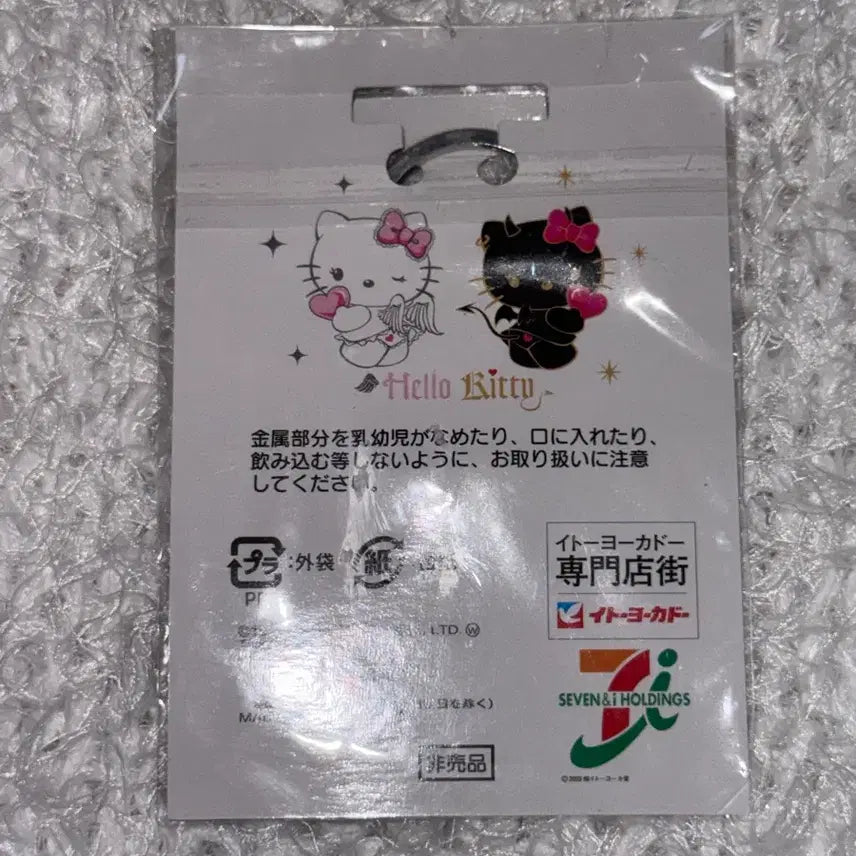 Hello Kitty
金属部分を乳幼児がなめたり、口に入れたり、
飲み込む等しないように、お取り扱いに注意
してください。
プラ :外袋 紙
LTD. Ⓦ
日を除く)
非売品
イトーヨーカドー
専門店街
イトーヨーカドー
SEVEN&i HOLDINGS